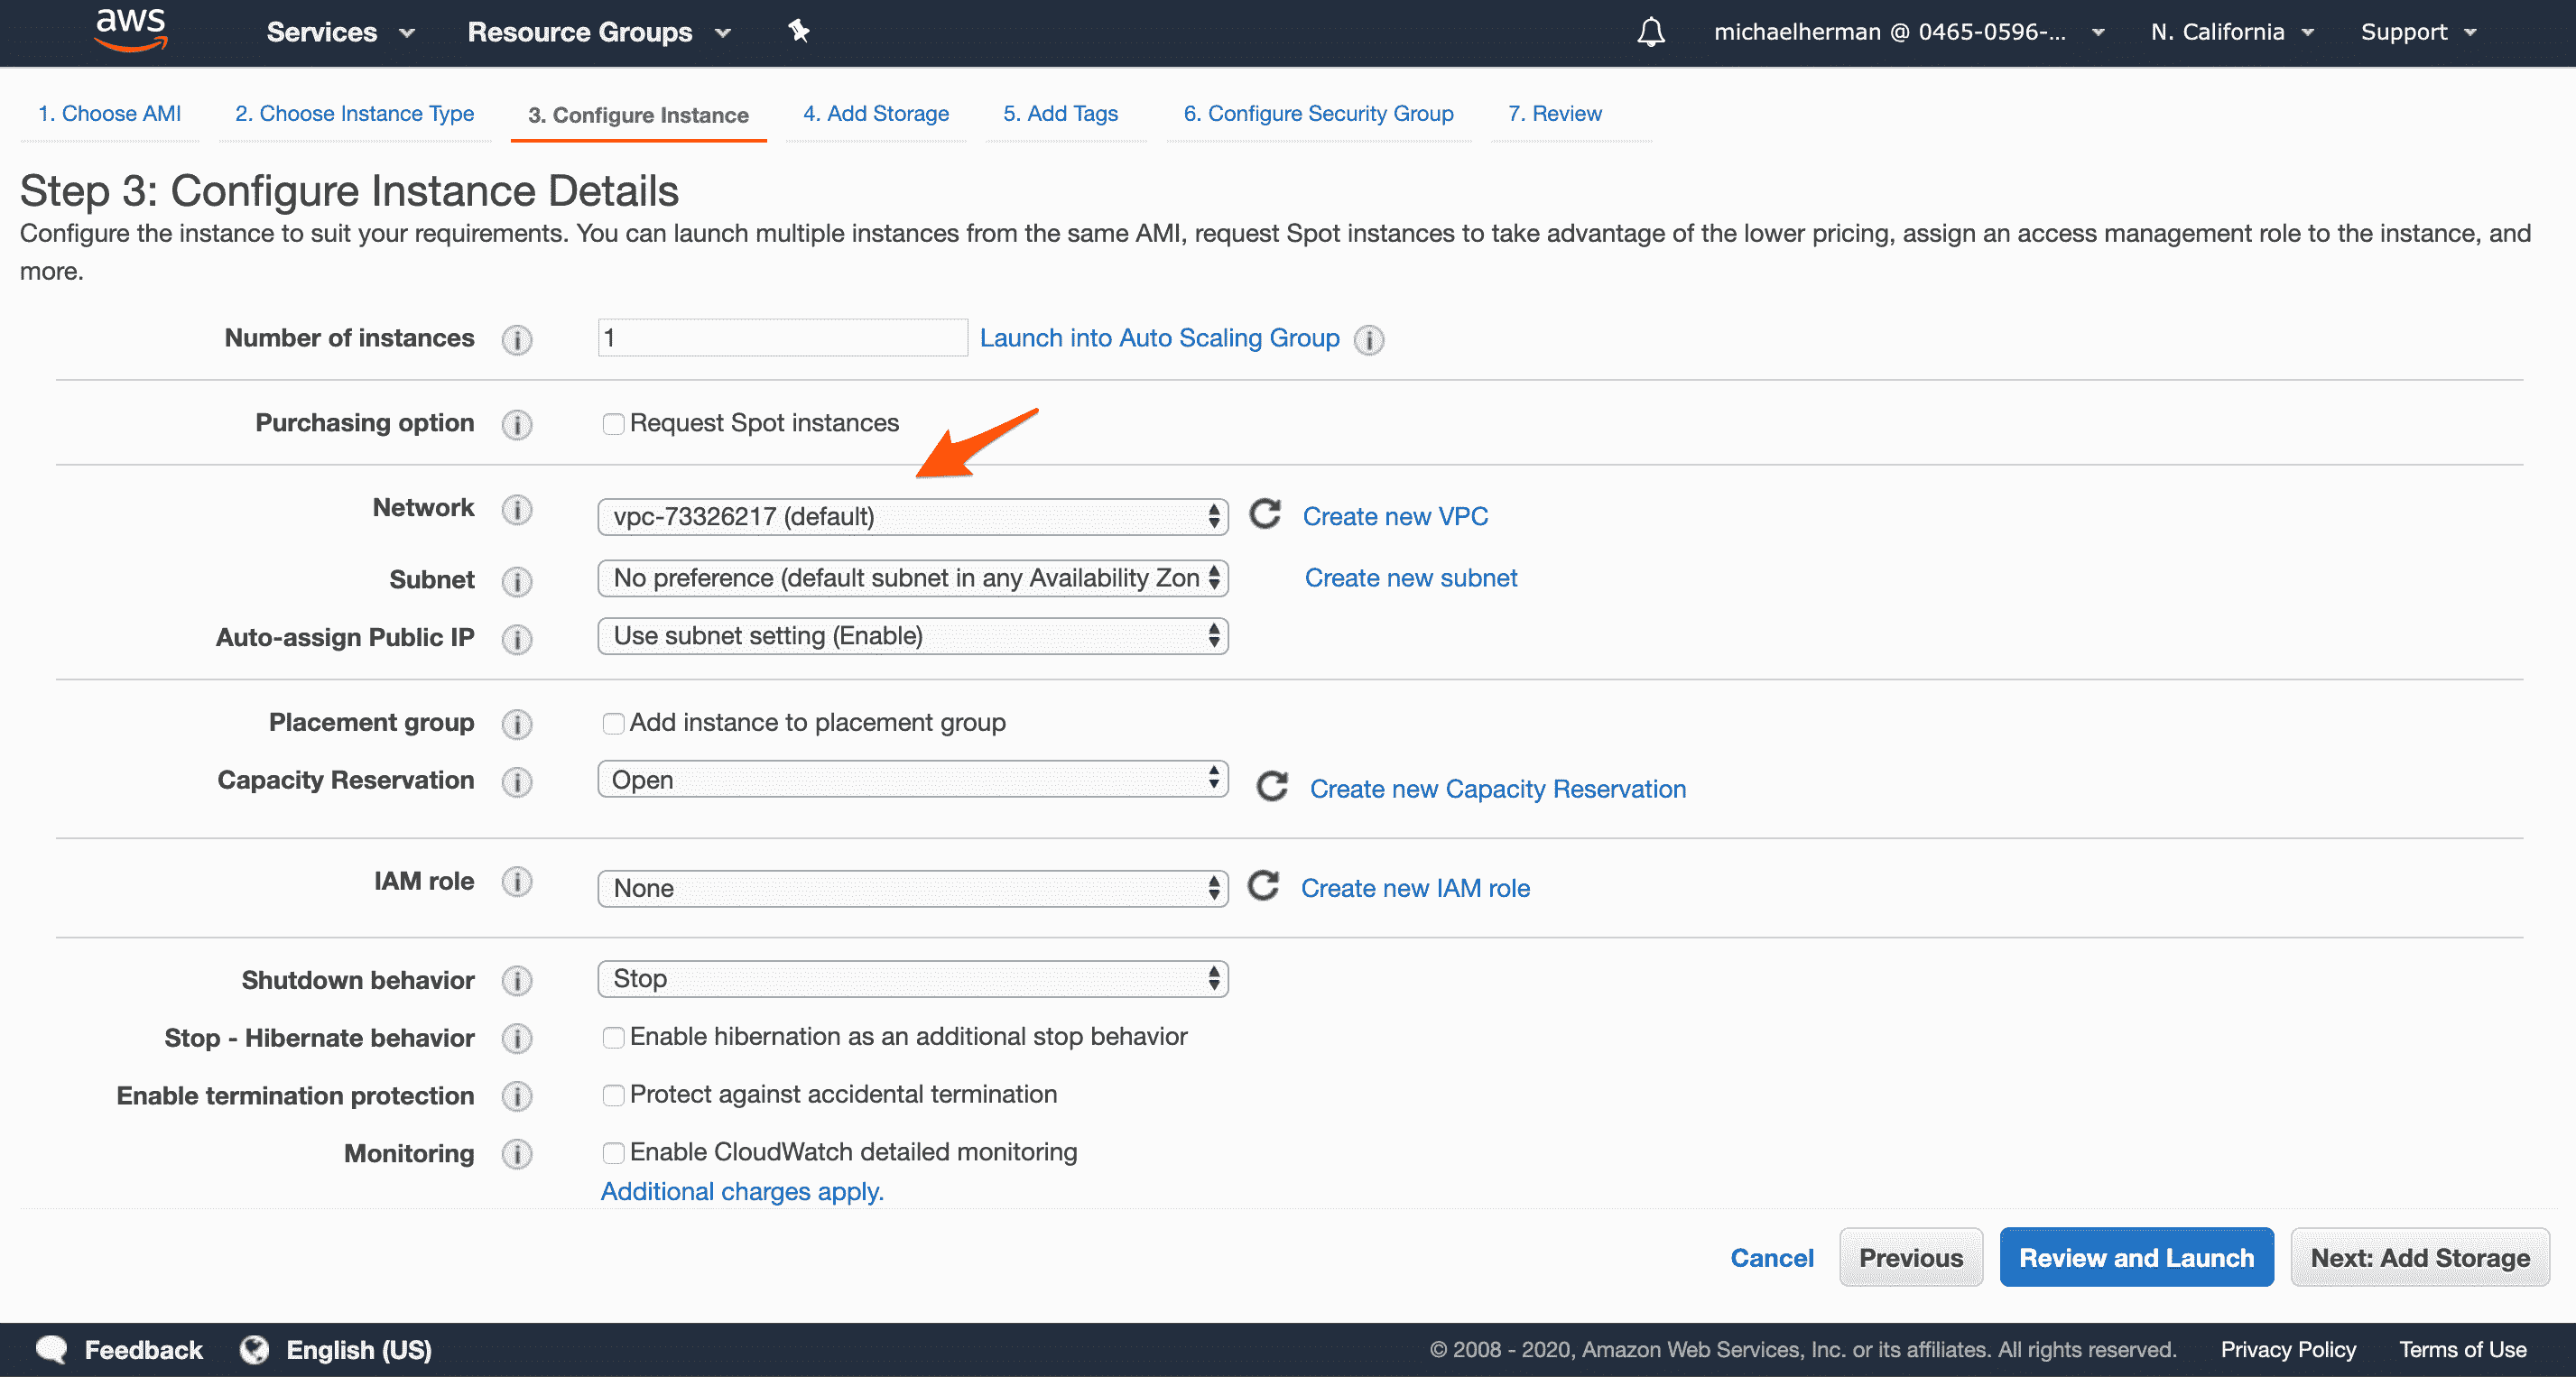 aws Services Resource Groups michaelherman @ 0465-0596-... N. California Support
1. Choose AMI 2. Choose Instance Type 3. Configure Instance 4. Add Storage 5. Add Tags 6. Configure Security Group 7. Review
Step 3: Configure Instance Details
Configure the instance to suit your requirements. You can launch multiple instances from the same AMI, request Spot instances to take advantage of the lower pricing, assign an access management role to the instance, and
more.
Number of instances i 1 Launch into Auto Scaling Group i
Purchasing option i Request Spot instances
Network i vpc-73326217 (default) Create new VPC
Subnet i No preference (default subnet in any Availability Zon Create new subnet
Auto-assign Public IP i Use subnet setting (Enable)
Placement group i Add instance to placement group
Capacity Reservation i Open Create new Capacity Reservation
IAM role i None Create new IAM role
Shutdown behavior i Stop
Stop - Hibernate behavior i Enable hibernation as an additional stop behavior
Enable termination protection i Protect against accidental termination
Monitoring i Enable CloudWatch detailed monitoring
Additional charges apply.
Cancel Previous Review and Launch Next: Add Storage
Feedback English (US) © 2008 - 2020, Amazon Web Services, Inc. or its affiliates. All rights reserved. Privacy Policy Terms of Use